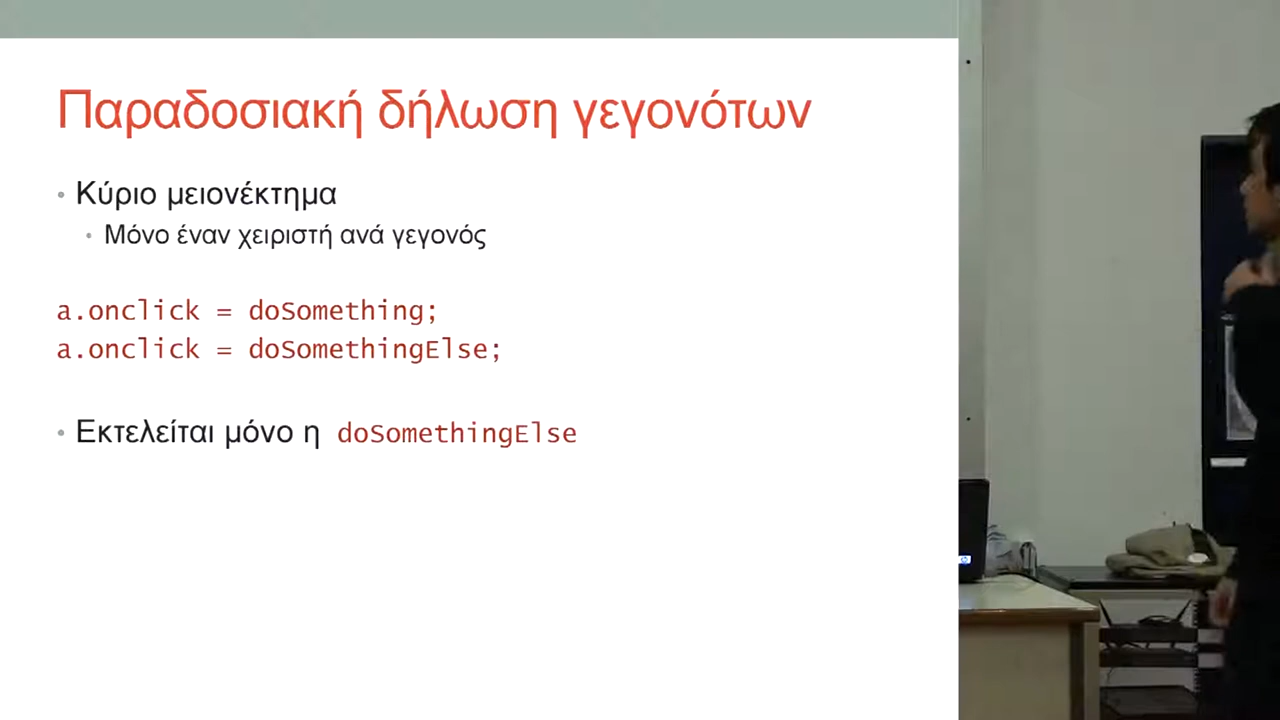 Παραδοσιακή δήλωση γεγονότων
• Κύριο μειονέκτημα
• Μόνο έναν χειριστή ανά γεγονός
a.onclick = doSomething;
a.onclick = doSomethingElse;
• Εκτελείται μόνο η doSomethingElse